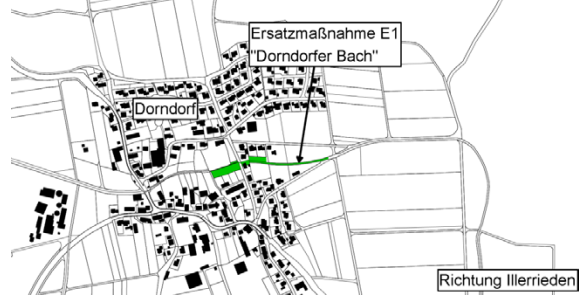 Ersatzmaßnahme E1
"Dorndorfer Bach"
Dorndorf
Richtung Illerrieden